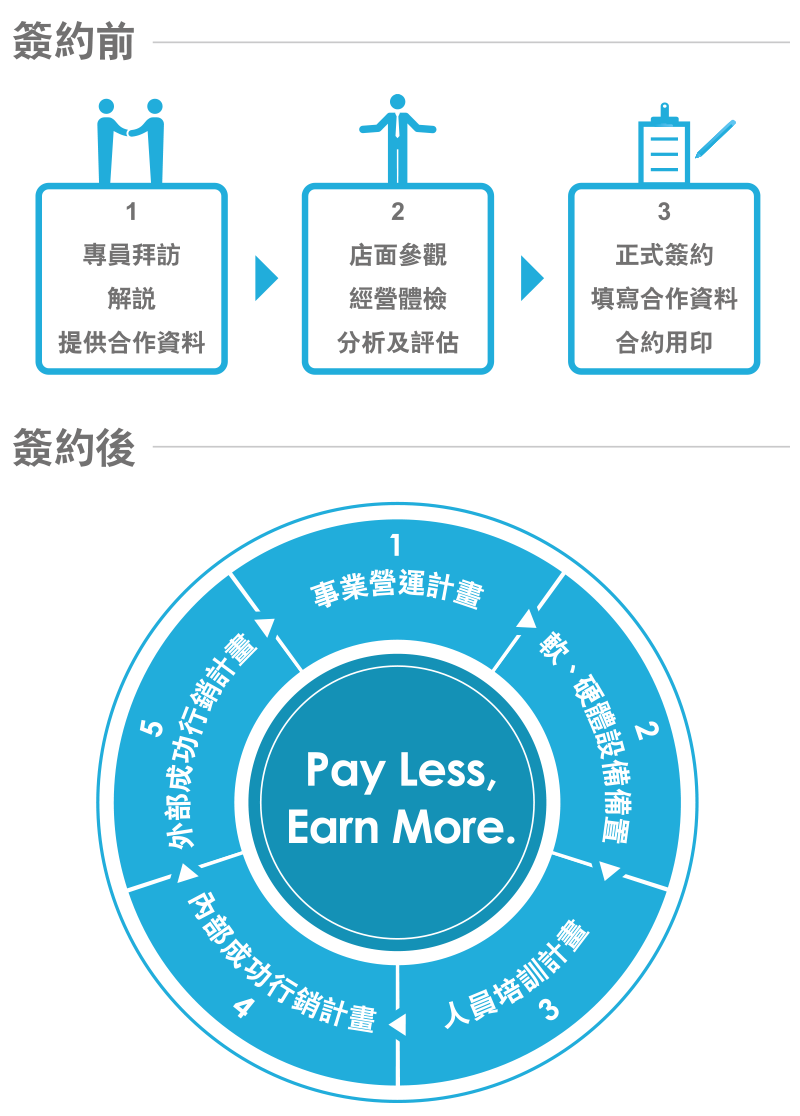 簽約前
1
專員拜訪
解說
提供合作資料
2
店面參觀
經營體檢
分析及評估
3
正式簽約
填寫合作資料
合約用印
簽約後
1
事業營運計畫
2
軟、硬體設備備置
3
人員培訓計畫
4
內部成功行銷計畫
5
外部成功行銷計畫
Pay Less,
Earn More.